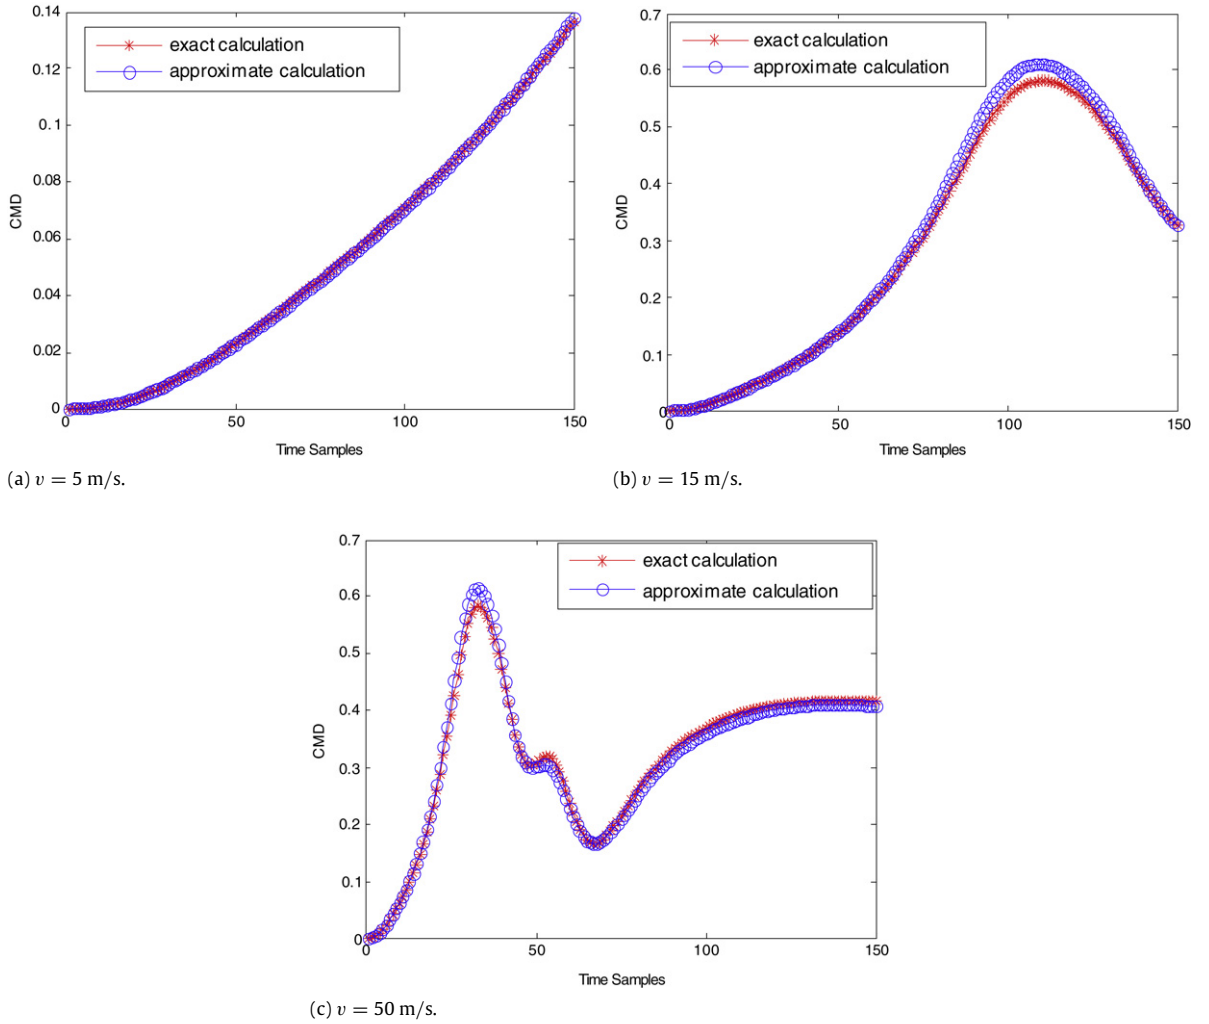 0.14
0.12
0.1
0.08
0.06
0.04
0.02
0
CMD
exact calculation
approximate calculation
0 50 100 150
Time Samples
(a) v = 5 m/s.
0.7
0.6
0.5
0.4
0.3
0.2
0.1
0
CMD
exact calculation
approximate calculation
0 50 100 150
Time Samples
(b) v = 15 m/s.
0.7
0.6
0.5
0.4
0.3
0.2
0.1
0
CMD
exact calculation
approximate calculation
0 50 100 150
Time Samples
(c) v = 50 m/s.